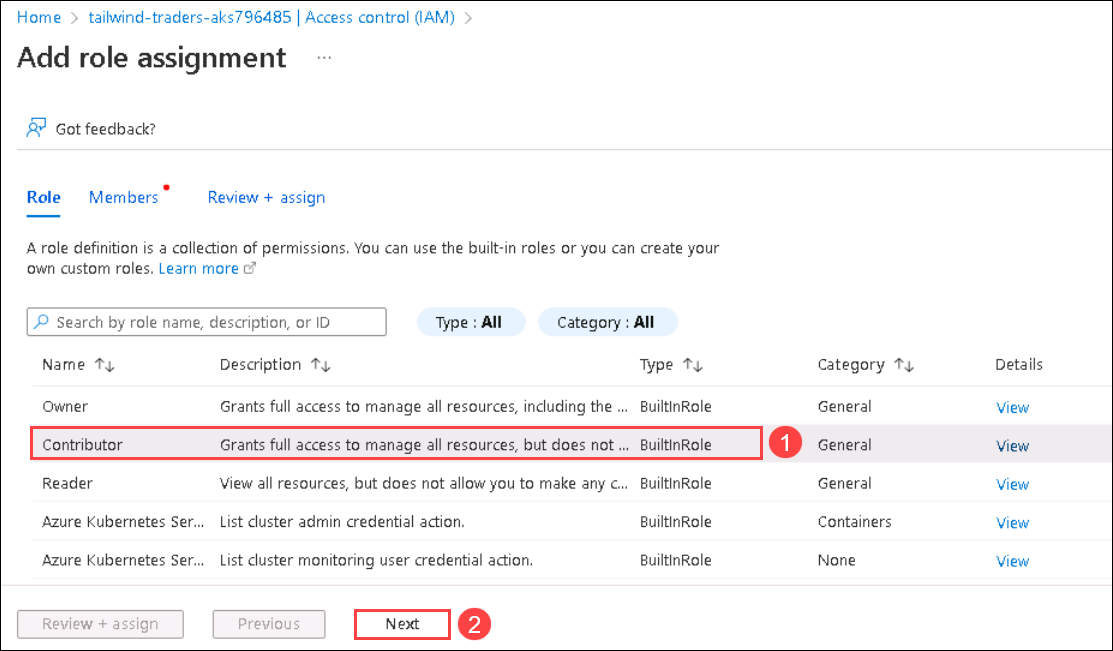 Home > tailwind-traders-aks796485 | Access control (IAM) >
Add role assignment ...
Got feedback?
Role Members Review + assign
A role definition is a collection of permissions. You can use the built-in roles or you can create your
own custom roles. Learn more
Search by role name, description, or ID Type : All Category : All
Name ↑↓ Description ↑↓ Type ↑↓ Category ↑↓ Details
Owner Grants full access to manage all resources, including the ... BuiltInRole General View
Contributor Grants full access to manage all resources, but does not ... BuiltInRole 1 General View
Reader View all resources, but does not allow you to make any c... BuiltInRole General View
Azure Kubernetes Ser... List cluster admin credential action. BuiltInRole Containers View
Azure Kubernetes Ser... List cluster monitoring user credential action. BuiltInRole None View
Review + assign Previous Next 2